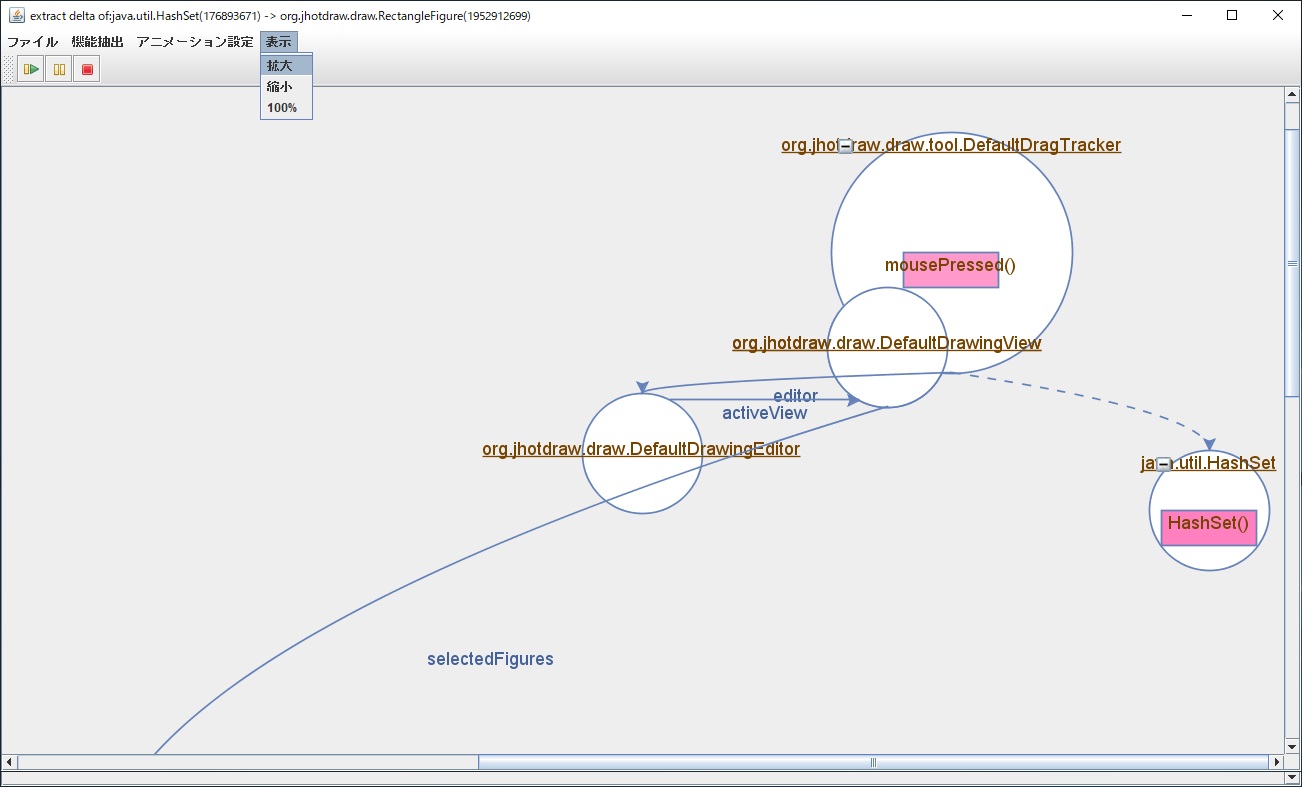 extract delta of:java.util.HashSet(176893671) -> org.jhotdraw.draw.RectangleFigure(1952912699)
ファイル 機能抽出 アニメーション設定 表示
拡大
縮小
100%
org.jhotdraw.draw.tool.DefaultDragTracker
mousePressed()
org.jhotdraw.draw.DefaultDrawingView
editor
activeView
org.jhotdraw.draw.DefaultDrawingEditor
java.util.HashSet
HashSet()
selectedFigures